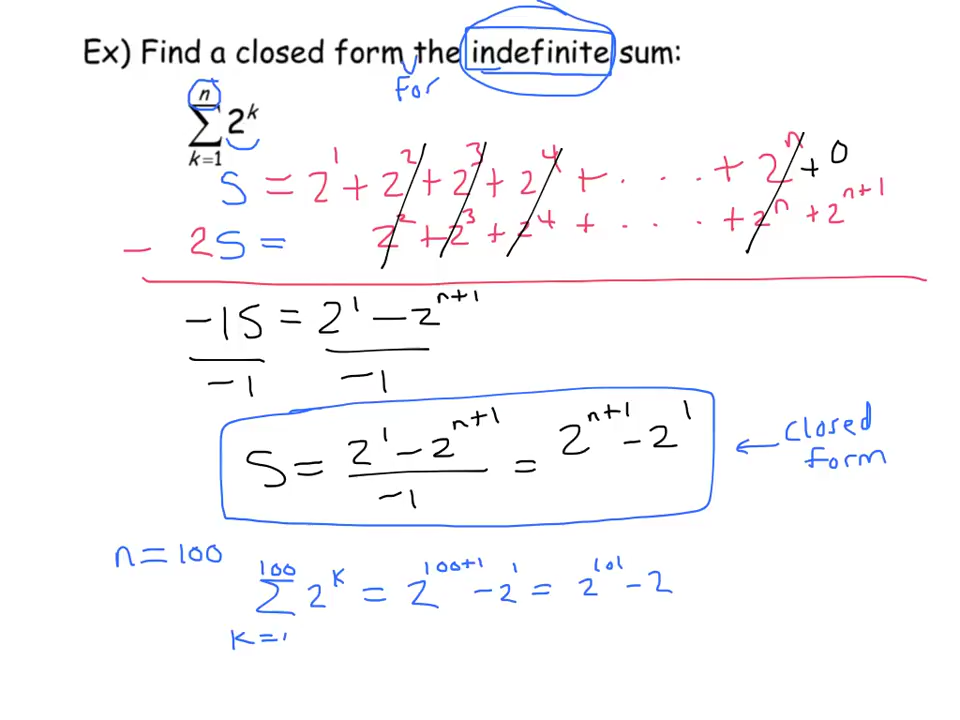 Ex) Find a closed form the indefinite sum:
for
n
∑ 2^k
k=1
S = 2^1 + 2^2 + 2^3 + 2^4 + . . . + 2^n + 0
− 2S = 2^2 + 2^3 + 2^4 + . . . + 2^n + 2^(n+1)
−1S = 2^1 − 2^(n+1)
−1 −1
S = (2^1 − 2^(n+1))/−1 = 2^(n+1) − 2^1 ← closed form
n = 100
100
∑ 2^k = 2^(100+1) − 2^1 = 2^101 − 2
k=1